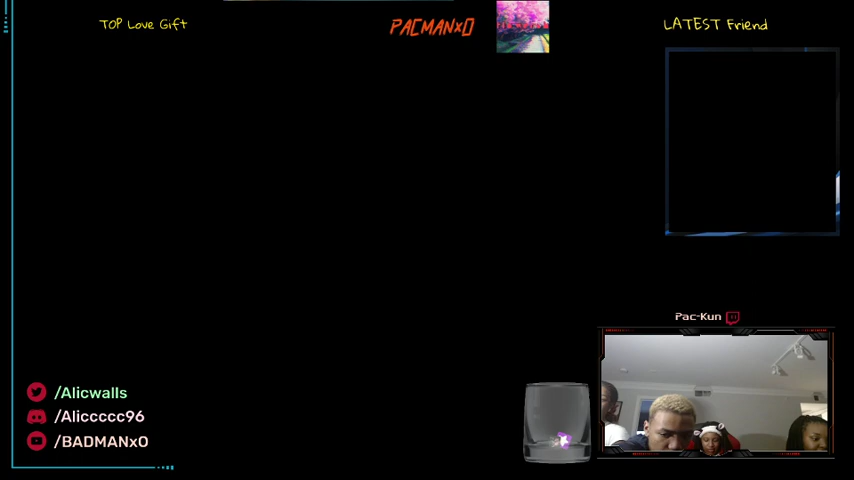 TOP Love Gift
PACMANxO
LATEST Friend
Pac-Kun
/Alicwalls
/Aliccccc96
/BADMANxO